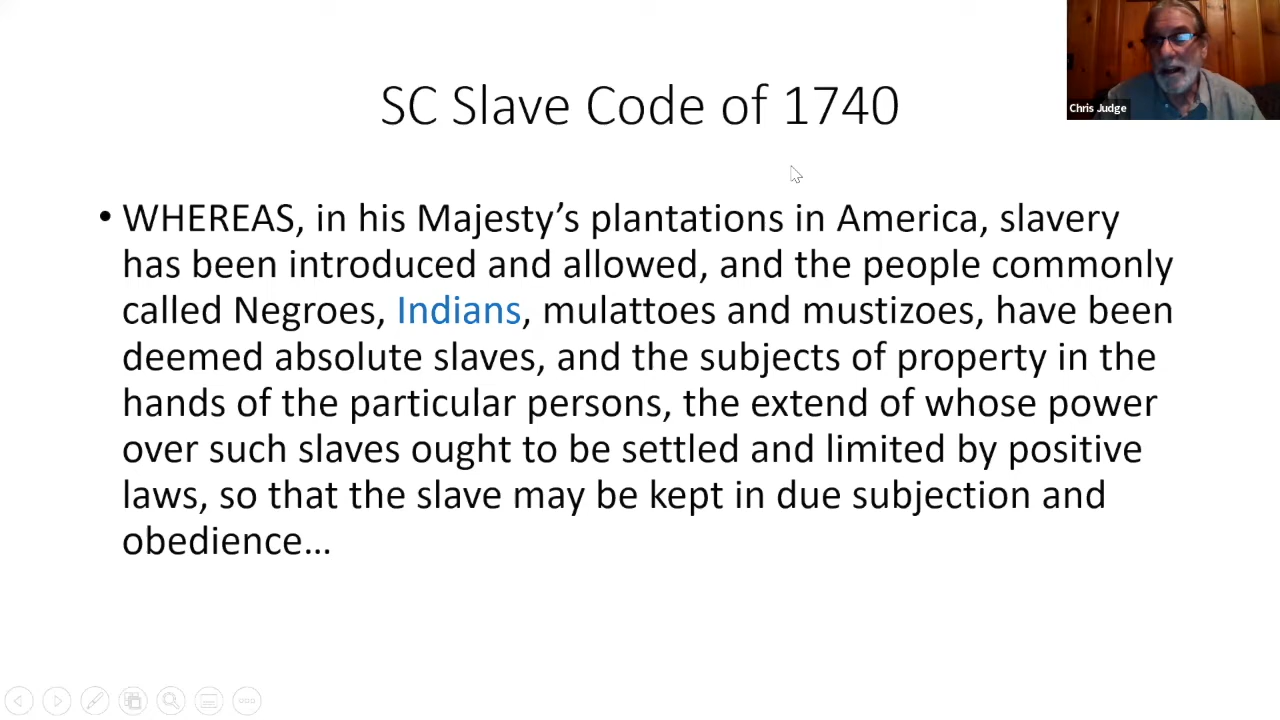 SC Slave Code of 1740
Chris Judge
• WHEREAS, in his Majesty’s plantations in America, slavery
has been introduced and allowed, and the people commonly
called Negroes, Indians, mulattoes and mustizoes, have been
deemed absolute slaves, and the subjects of property in the
hands of the particular persons, the extend of whose power
over such slaves ought to be settled and limited by positive
laws, so that the slave may be kept in due subjection and
obedience…